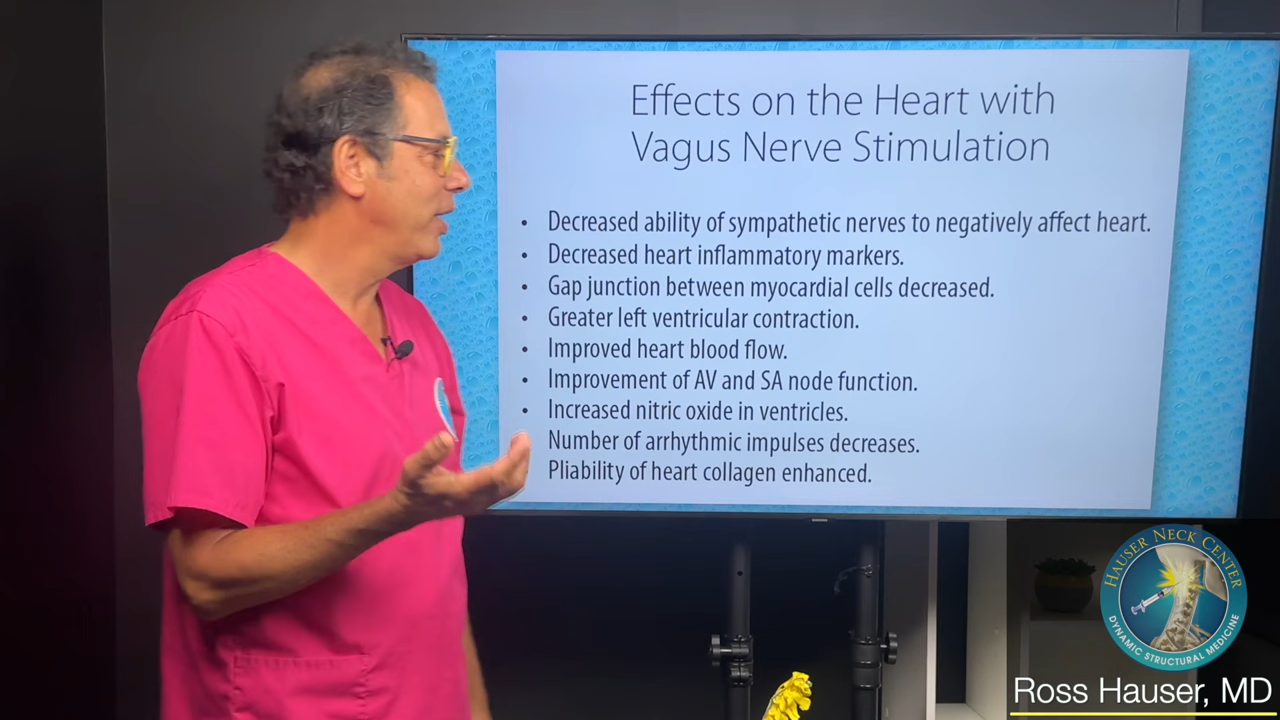 Effects on the Heart with
Vagus Nerve Stimulation
• Decreased ability of sympathetic nerves to negatively affect heart.
• Decreased heart inflammatory markers.
• Gap junction between myocardial cells decreased.
• Greater left ventricular contraction.
• Improved heart blood flow.
• Improvement of AV and SA node function.
• Increased nitric oxide in ventricles.
Number of arrhythmic impulses decreases.
Pliability of heart collagen enhanced.
HAUSER NECK CENTER
DYNAMIC STRUCTURAL MEDICINE
Ross Hauser, MD